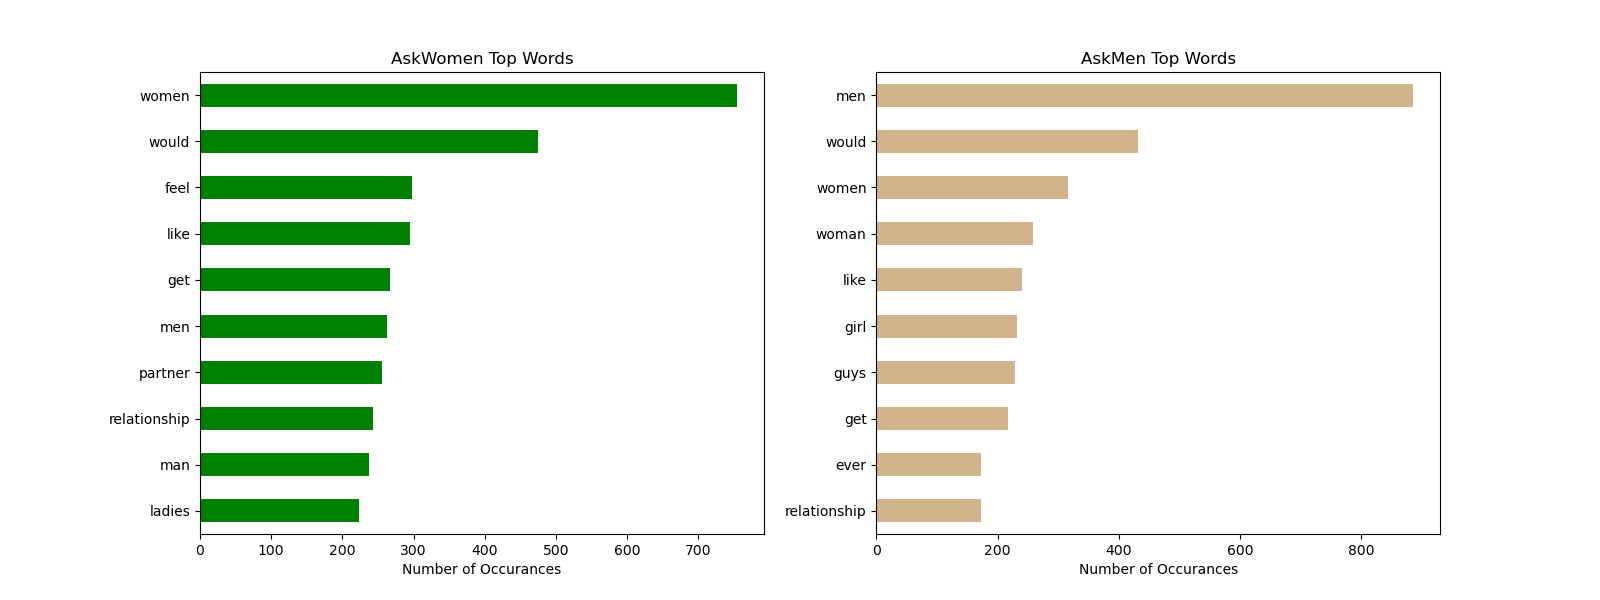 AskWomen Top Words
women
would
feel
like
get
men
partner
relationship
man
ladies
0 100 200 300 400 500 600 700
Number of Occurances
AskMen Top Words
men
would
women
woman
like
girl
guys
get
ever
relationship
0 200 400 600 800
Number of Occurances